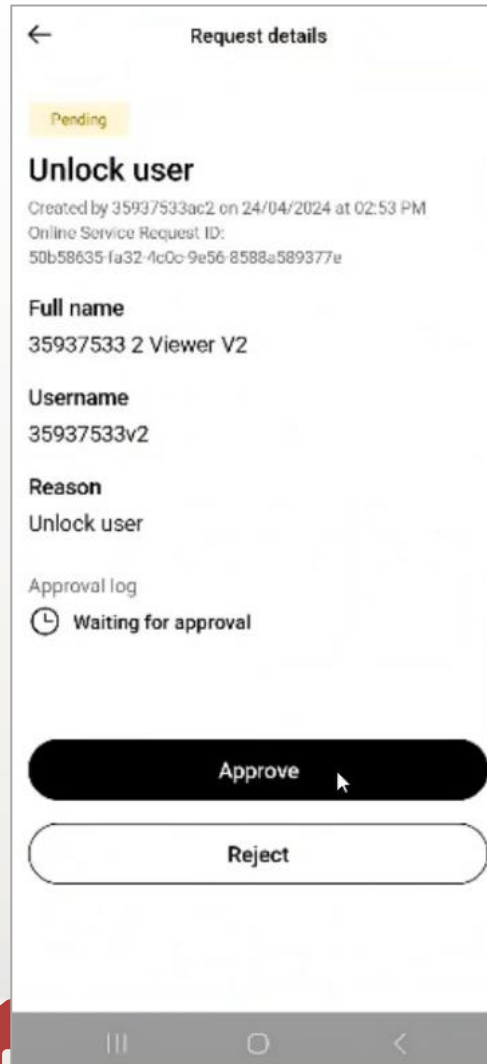 Request details
Pending
Unlock user
Created by 35937533ac2 on 24/04/2024 at 02:53 PM
Online Service Request ID:
50b58635-fa32-4c0c-9e56-8588a589377e
Full name
35937533 2 Viewer V2
Username
35937533v2
Reason
Unlock user
Approval log
Waiting for approval
Approve
Reject